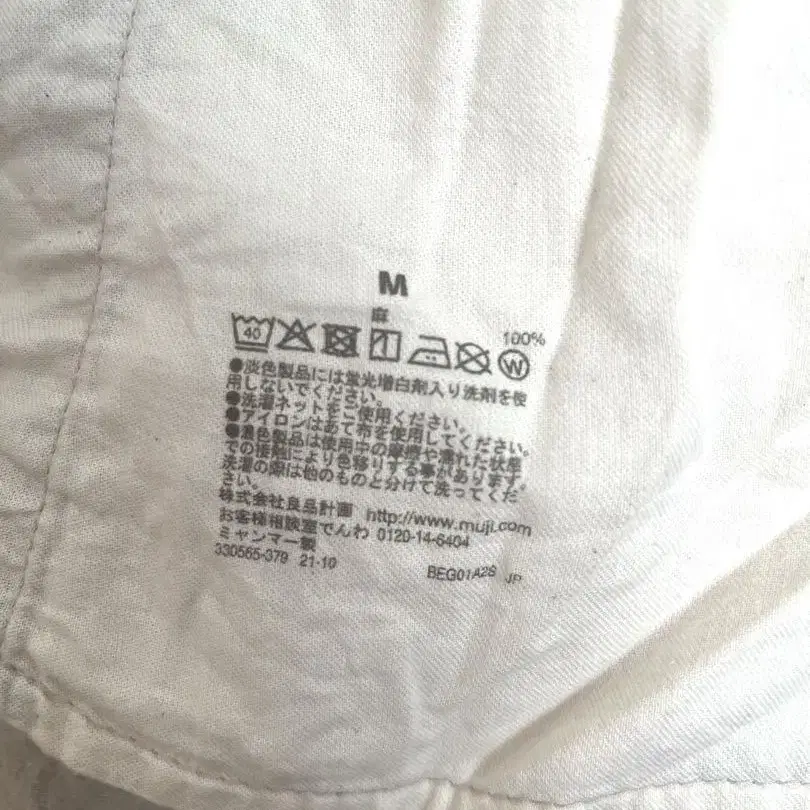 M
麻 100%
40 W
●淡色製品には蛍光増白剤入り洗剤を使
用しないでください。
●洗濯ネットをご使用ください。
●アイロンはあて布を使用してください。
●濃色製品は使用中の摩擦や濡れた状態
での接触により色移りする事があります。
洗濯の際は他のものと分けて洗ってくだ
さい。
株式会社良品計画 http://www.muji.com
お客様相談室でんわ 0120-14-6404
ミャンマー製
330565-379 21-10 BEG01A2S JP